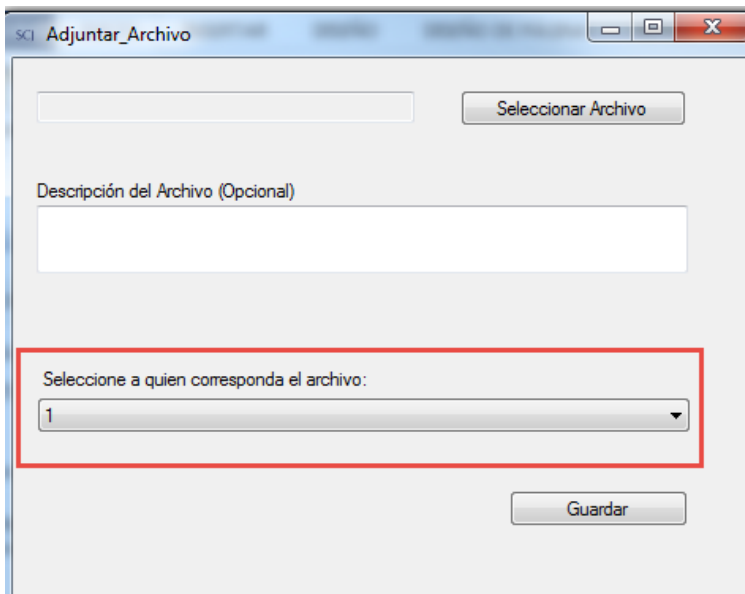 SCI Adjuntar_Archivo
Seleccionar Archivo
Descripción del Archivo (Opcional)
Seleccione a quien corresponda el archivo:
1
Guardar